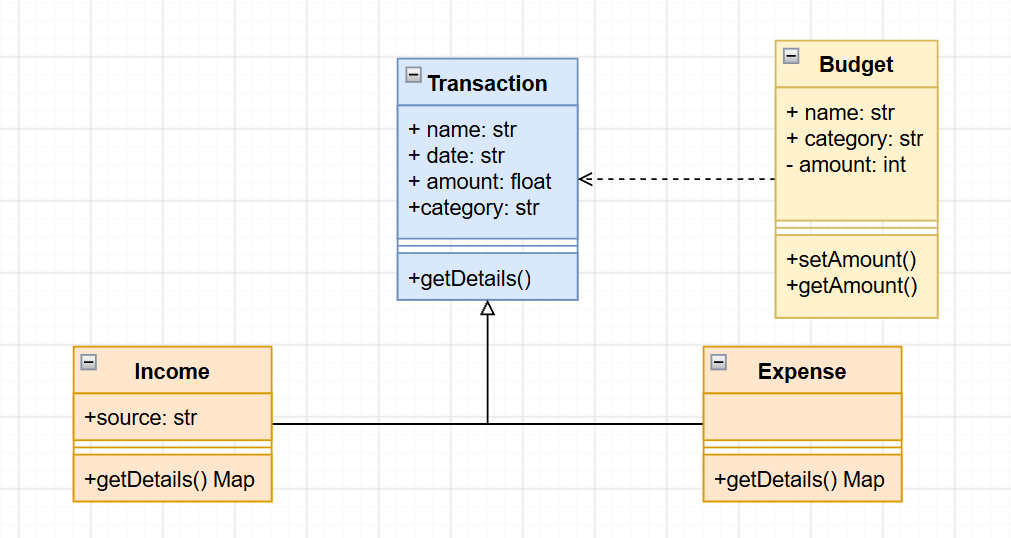 Transaction
+ name: str
+ date: str
+ amount: float
+category: str
+getDetails()
Budget
+ name: str
+ category: str
- amount: int
+setAmount()
+getAmount()
Income
+source: str
+getDetails() Map
Expense
+getDetails() Map